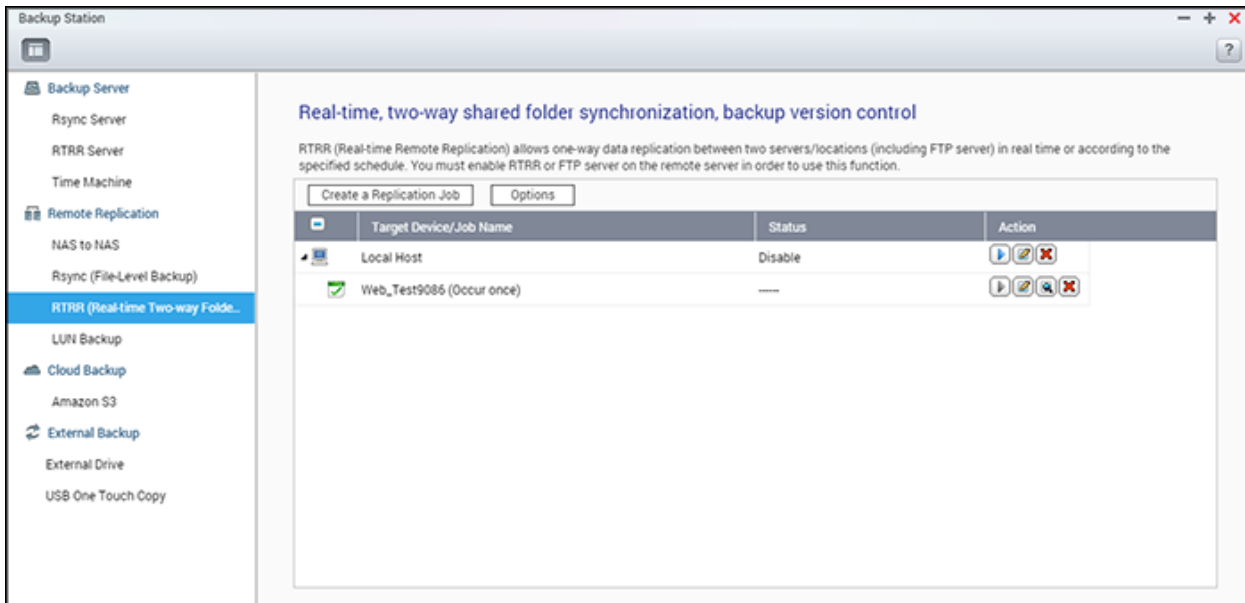 Backup Station
?
Backup Server
Rsync Server
RTRR Server
Time Machine
Remote Replication
NAS to NAS
Rsync (File-Level Backup)
RTRR (Real-time Two-way Folde...
LUN Backup
Cloud Backup
Amazon S3
External Backup
External Drive
USB One Touch Copy
Real-time, two-way shared folder synchronization, backup version control
RTRR (Real-time Remote Replication) allows one-way data replication between two servers/locations (including FTP server) in real time or according to the
specified schedule. You must enable RTRR or FTP server on the remote server in order to use this function.
Create a Replication Job Options
Target Device/Job Name Status Action
Local Host Disable
Web_Test9086 (Occur once) ------